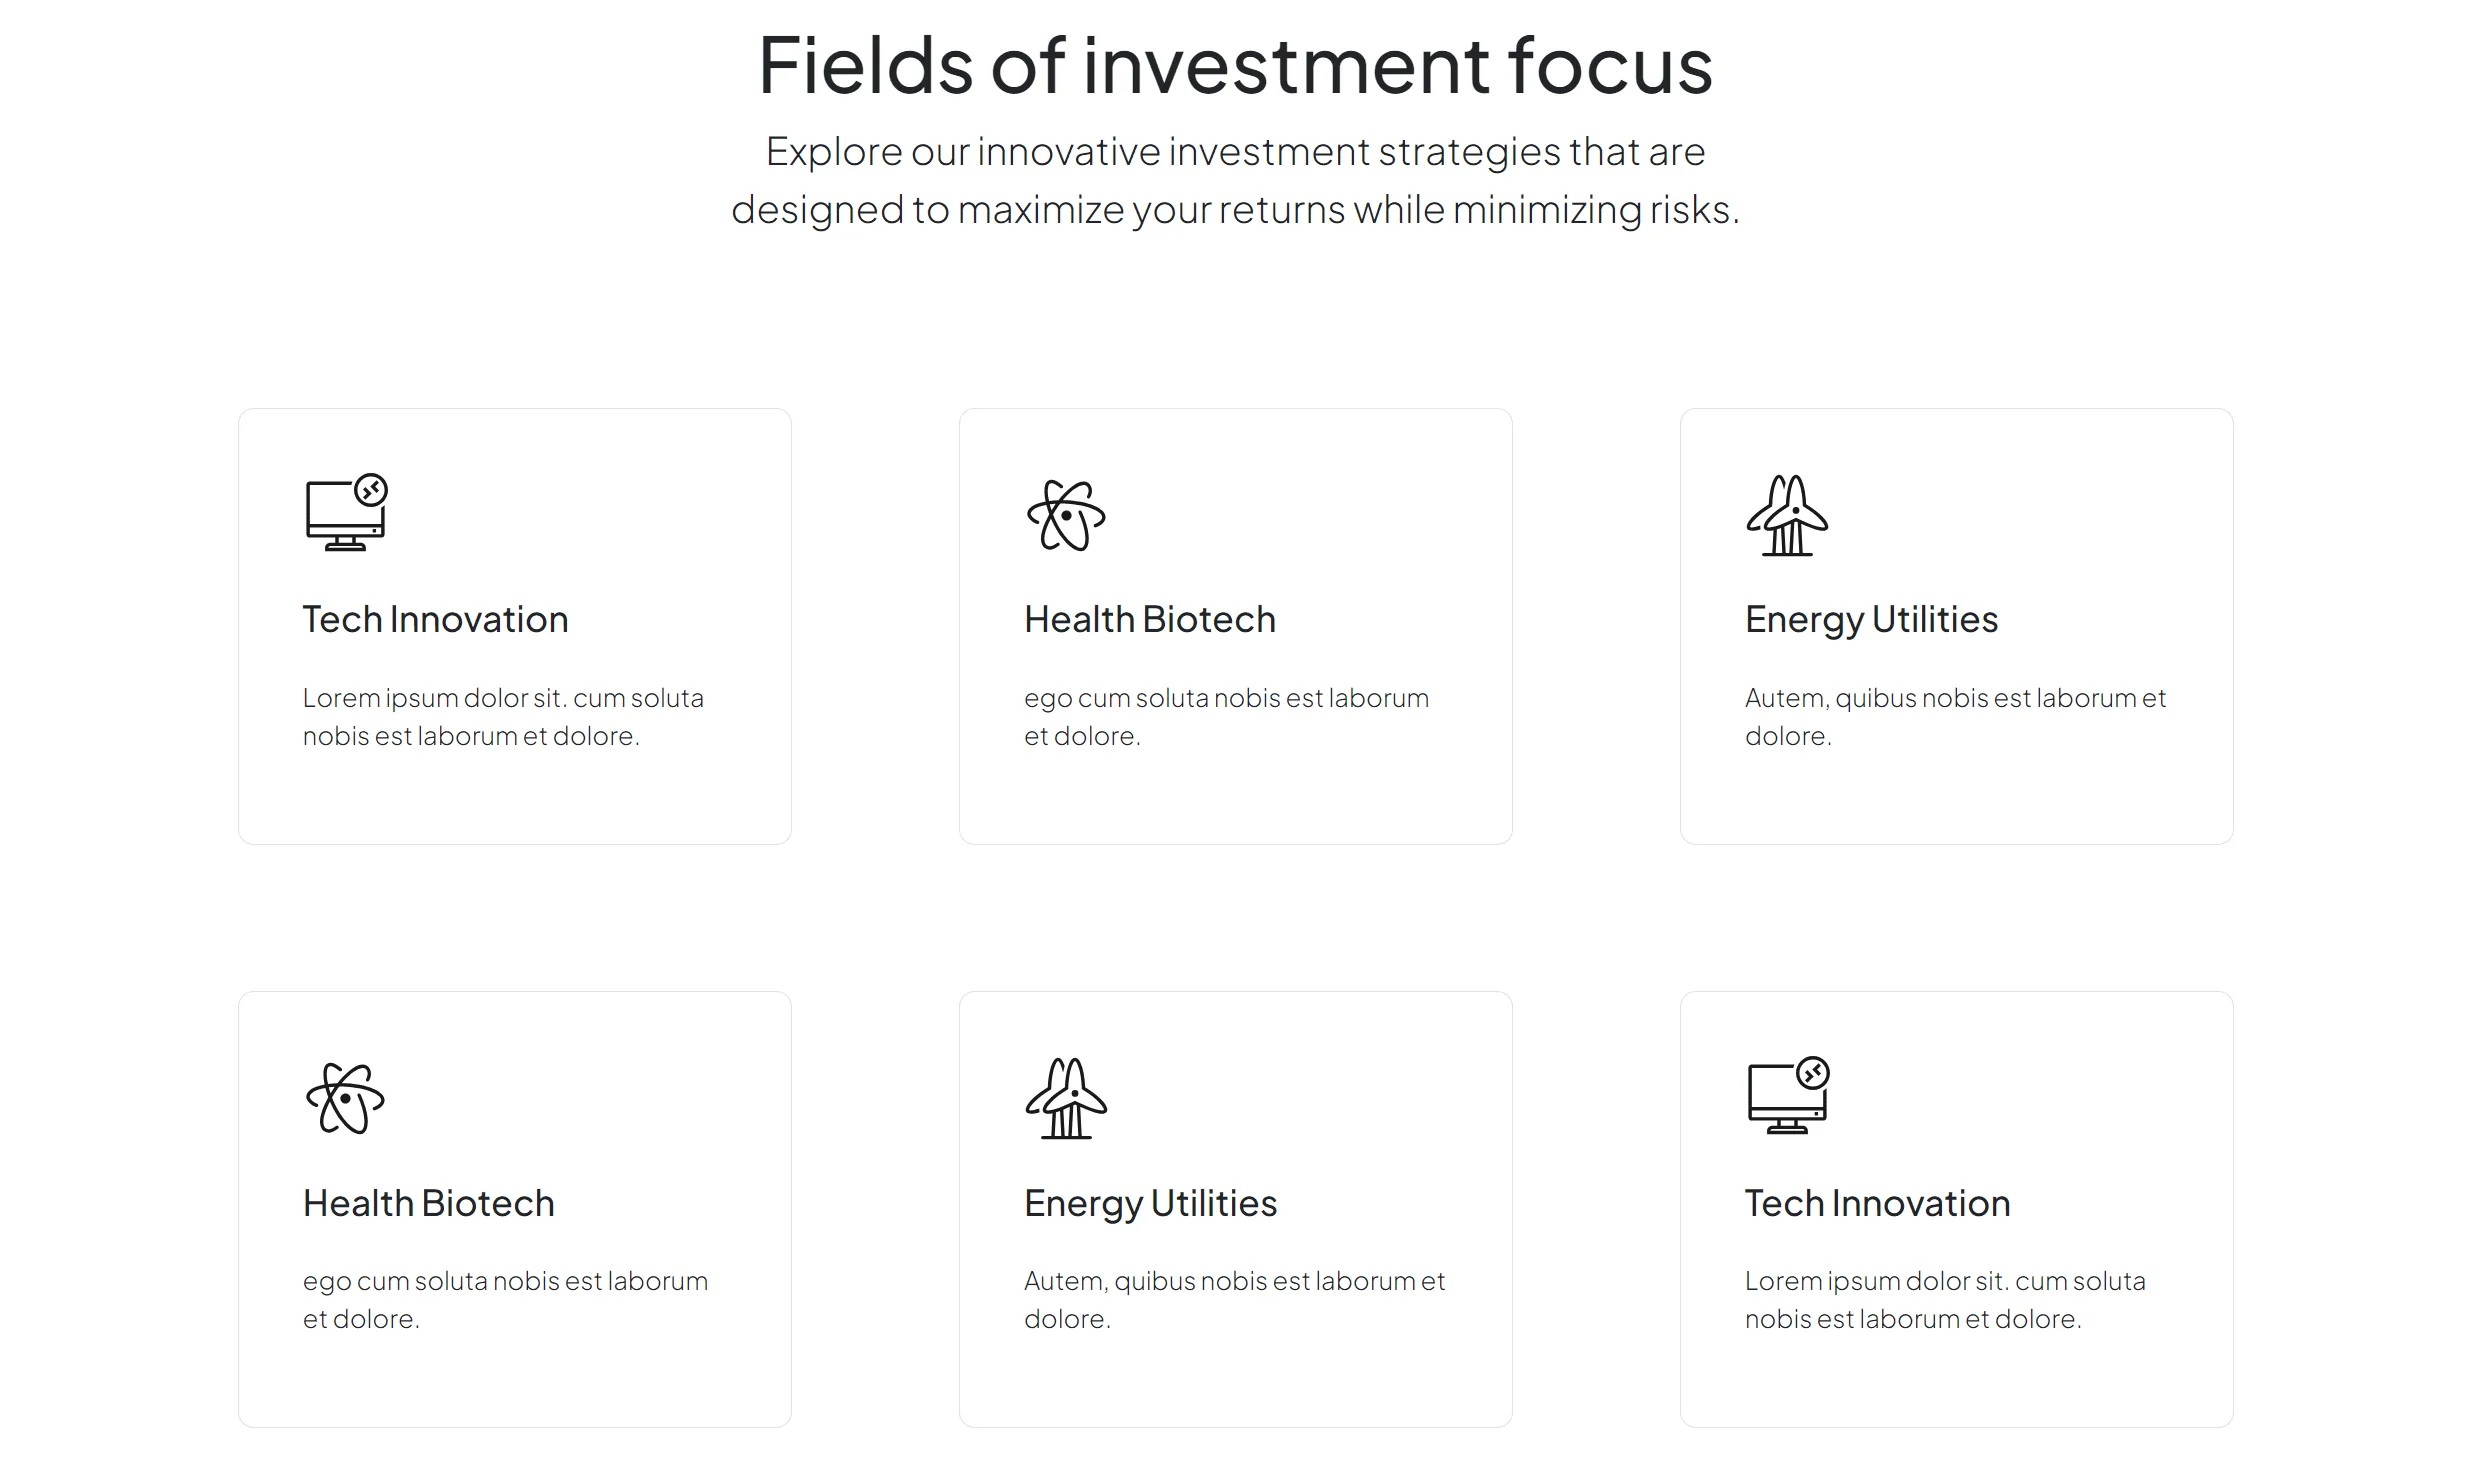 Fields of investment focus
Explore our innovative investment strategies that are
designed to maximize your returns while minimizing risks.
Tech Innovation
Lorem ipsum dolor sit. cum soluta
nobis est laborum et dolore.
Health Biotech
ego cum soluta nobis est laborum
et dolore.
Energy Utilities
Autem, quibus nobis est laborum et
dolore.
Health Biotech
ego cum soluta nobis est laborum
et dolore.
Energy Utilities
Autem, quibus nobis est laborum et
dolore.
Tech Innovation
Lorem ipsum dolor sit. cum soluta
nobis est laborum et dolore.